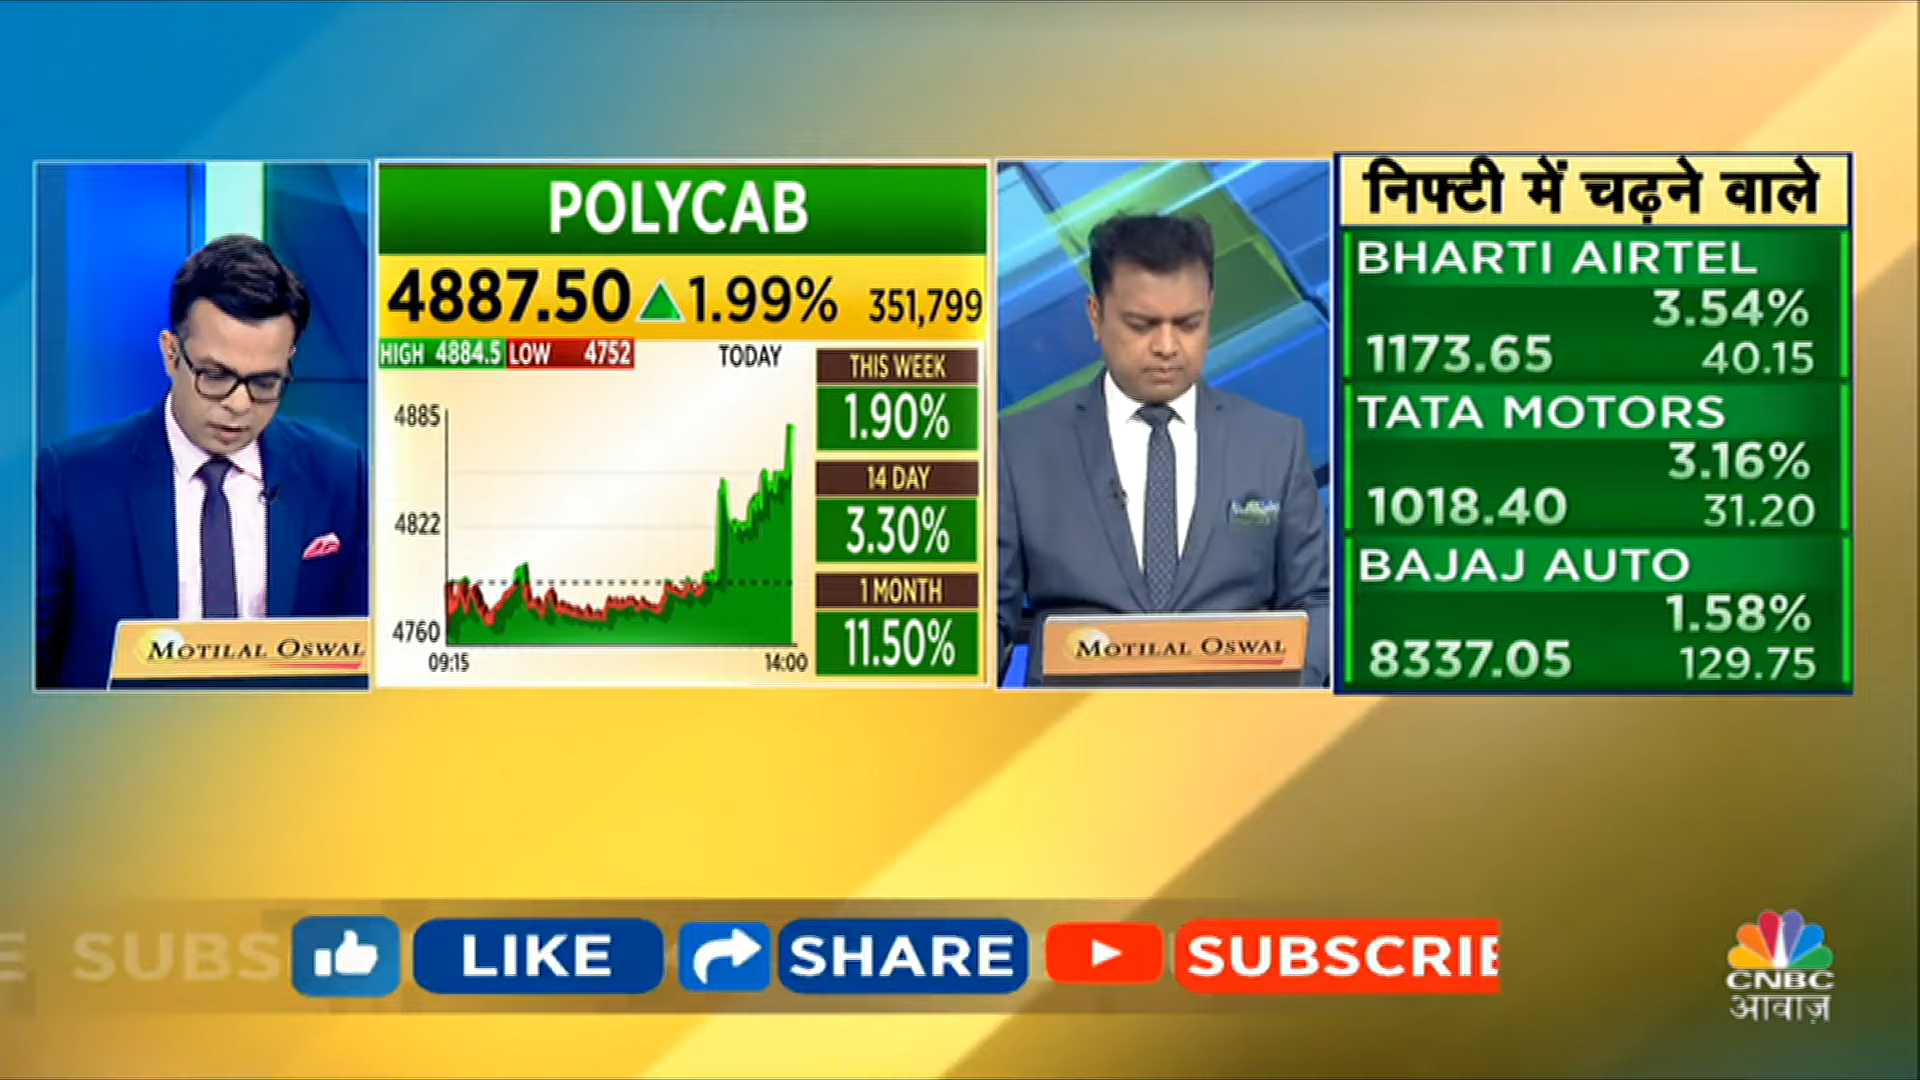 POLYCAB
4887.50 ▲ 1.99% 351,799
HIGH 4884.5 LOW 4752
TODAY
4885
4822
4760
09:15 14:00
THIS WEEK
1.90%
14 DAY
3.30%
1 MONTH
11.50%
MOTILAL OSWAL
MOTILAL OSWAL
निफ्टी में चढ़ने वाले
BHARTI AIRTEL
3.54%
1173.65 40.15
TATA MOTORS
3.16%
1018.40 31.20
BAJAJ AUTO
1.58%
8337.05 129.75
E SUBS LIKE SHARE SUBSCRIB
CNBC
आवाज़